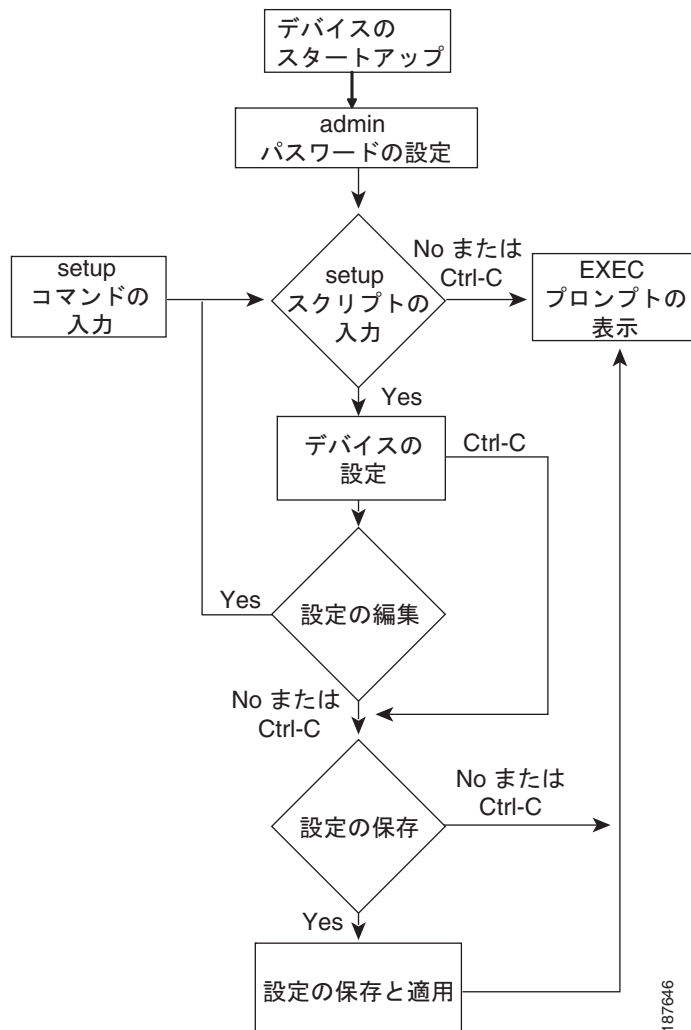 デバイスの
スタートアップ
admin
パスワードの設定
setup
コマンドの
入力
setup
スクリプトの
入力
No または
Ctrl-C
EXEC
プロンプトの
表示
Yes
デバイスの
設定
Ctrl-C
Yes
設定の編集
No または
Ctrl-C
設定の保存
No または
Ctrl-C
Yes
設定の保存と適用
187646